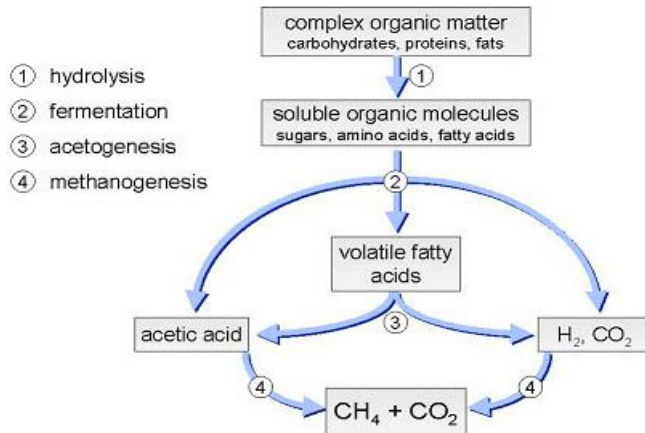 complex organic matter
carbohydrates, proteins, fats
1 hydrolysis
2 fermentation
3 acetogenesis
4 methanogenesis
1
soluble organic molecules
sugars, amino acids, fatty acids
2
volatile fatty
acids
acetic acid
3
H₂, CO₂
4
4
CH₄ + CO₂